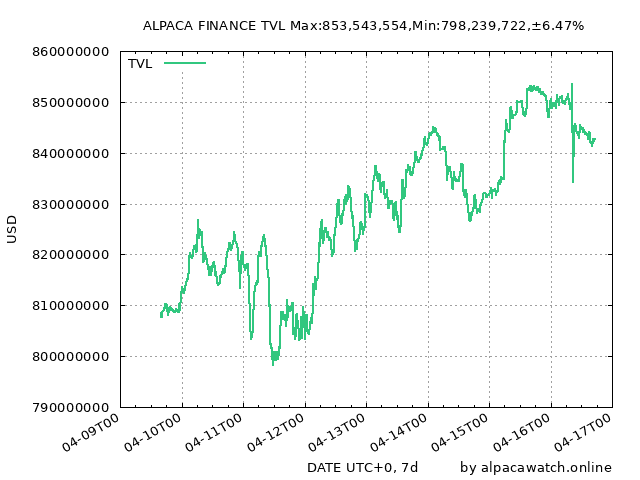 ALPACA FINANCE TVL Max:853,543,554,Min:798,239,722,±6.47%
TVL
860000000
850000000
840000000
830000000
820000000
810000000
800000000
790000000
USD
04-09T00
04-10T00
04-11T00
04-12T00
04-13T00
04-14T00
04-15T00
04-16T00
04-17T00
DATE UTC+0, 7d
by alpacawatch.online